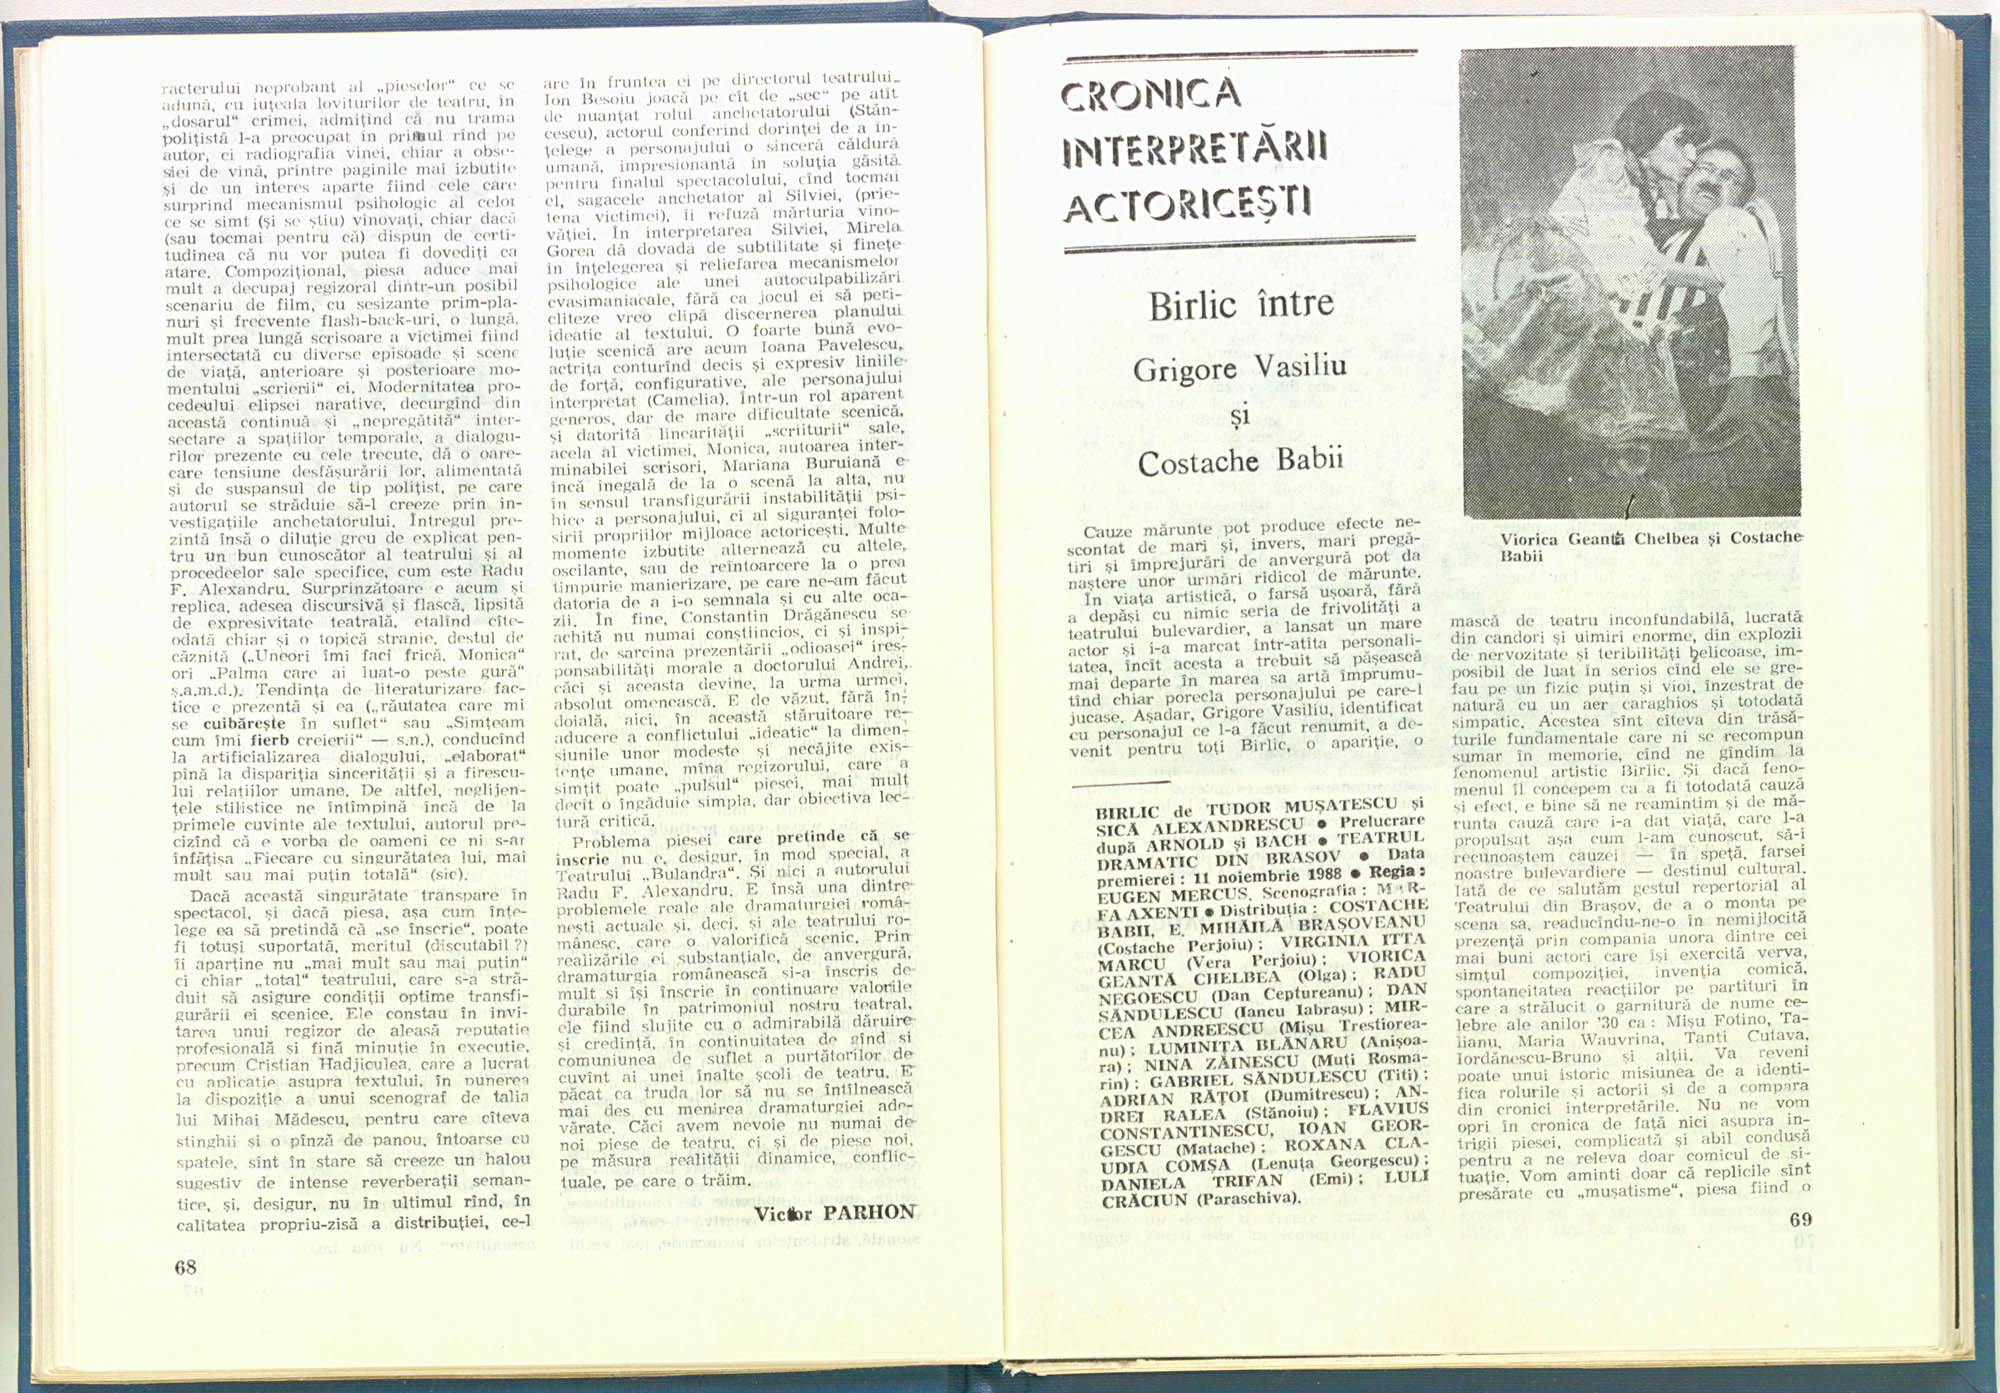 racterului neprobant al „pieselor“ ce se
adună, cu iuţeala loviturilor de teatru, în
„dosarul“ crimei, admiţînd că nu trama
poliţistă l-a preocupat în primul rînd pe
autor, ci radiografia vinei, chiar a obse-
siei de vină, printre paginile mai izbutite
şi de un interes aparte fiind cele care
surprind mecanismul psihologic al celor
ce se simt (şi se ştiu) vinovaţi, chiar dacă
(sau tocmai pentru că) dispun de certi-
tudinea că nu vor putea fi dovediţi ca
atare. Compoziţional, piesa aduce mai
mult a decupaj regizoral dintr-un posibil
scenariu de film, cu sesizante prim-pla-
nuri şi frecvente flash-back-uri, o lungă,
mult prea lungă scrisoare a victimei fiind
intersectată cu diverse episoade şi scene
de viaţă, anterioare şi posterioare mo-
mentului „scrierii“ ei. Modernitatea pro-
cedeului elipsei narative, decurgînd din
această continuă şi „nepregătită“ inter-
sectare a spaţiilor temporale, a dialogu-
rilor prezente cu cele trecute, dă o oare-
care tensiune desfăşurării lor, alimentată
şi de suspansul de tip poliţist, pe care
autorul se străduie să-l creeze prin in-
vestigaţiile anchetatorului. Întregul pre-
zintă însă o diluţie greu de explicat pen-
tru un bun cunoscător al teatrului şi al
procedeelor sale specifice, cum este Radu
F. Alexandru. Surprinzătoare e acum şi
replica, adesea discursivă şi flască, lipsită
de expresivitate teatrală, etalînd cîte-
odată chiar şi o topică stranie, destul de
căznită („Uneori îmi faci frică, Monica“
ori „Palma care ai luat-o peste gură“
ş.a.m.d.). Tendinţa de literaturizare fac-
tice e prezentă şi ea („răutatea care mi
se cuibăreşte în suflet“ sau „Simţeam
cum îmi fierb creierii“ — s.n.), conducînd
la artificializarea dialogului, „elaborat“
pînă la dispariţia sincerităţii şi a firescu-
lui relaţiilor umane. De altfel, neglijen-
ţele stilistice ne întîmpină încă de la
primele cuvinte ale textului, autorul pre-
cizînd că e vorba de oameni ce ni s-ar
înfăţişa „Fiecare cu singurătatea lui, mai
mult sau mai puţin totală“ (sic).
Dacă această singurătate transpare în
spectacol, şi dacă piesa, aşa cum înţe-
lege ea să pretindă că „se înscrie“, poate
fi totuşi suportată, meritul (discutabil ?)
îi aparţine nu „mai mult sau mai puţin“
ci chiar „total“ teatrului, care s-a stră-
duit să asigure condiţii optime transfi-
gurării ei scenice. Ele constau în invi-
tarea unui regizor de aleasă reputaţie
profesională şi fină minuţie în execuţie,
precum Cristian Hadjiculea, care a lucrat
cu aplicaţie asupra textului, în punerea
la dispoziţie a unui scenograf de talia
lui Mihai Mădescu, pentru care cîteva
stinghii şi o pînză de panou, întoarse cu
spatele, sînt în stare să creeze un halou
sugestiv de intense reverberaţii seman-
tice, şi, desigur, nu în ultimul rînd, în
calitatea propriu-zisă a distribuţiei, ce-l
68
are în fruntea ei pe directorul teatrului.
Ion Besoiu joacă pe cît de „sec“ pe atît
de nuanţat rolul anchetatorului (Stăn-
cescu), actorul conferind dorinţei de a în-
ţelege a personajului o sinceră căldură
umană, impresionantă în soluţia găsită
pentru finalul spectacolului, cînd tocmai
el, sagacele anchetator al Silviei, (prie-
tena victimei), îi refuză mărturia vino-
văţiei. În interpretarea Silviei, Mirela
Gorea dă dovadă de subtilitate şi fineţe
în înţelegerea şi reliefarea mecanismelor
psihologice ale unei autoculpabilizări
cvasimaniacale, fără ca jocul ei să peri-
cliteze vreo clipă discernerea planului
ideatic al textului. O foarte bună evo-
luţie scenică are acum Ioana Pavelescu,
actriţa conturînd decis şi expresiv liniile
de forţă, configurative, ale personajului
interpretat (Camelia). Într-un rol aparent
generos, dar de mare dificultate scenică,
şi datorită linearităţii „scriiturii“ sale,
acela al victimei, Monica, autoarea inter-
minabilei scrisori, Mariana Buruiană e
încă inegală de la o scenă la alta, nu
în sensul transfigurării instabilităţii psi-
hice a personajului, ci al siguranţei folo-
sirii propriilor mijloace actoriceşti. Multe
momente izbutite alternează cu altele,
oscilante, sau de reîntoarcere la o prea
timpurie manierizare, pe care ne-am făcut
datoria de a i-o semnala şi cu alte oca-
zii. În fine, Constantin Drăgănescu se
achită nu numai conştiincios, ci şi inspi-
rat, de sarcina prezentării „odioasei“ ires-
ponsabilităţi morale a doctorului Andrei,
căci şi aceasta devine, la urma urmei,
absolut omenească. E de văzut, fără în-
doială, aici, în această stăruitoare re-
aducere a conflictului „ideatic“ la dimen-
siunile unor modeste şi necăjite exis-
tenţe umane, mîna regizorului, care a
simţit poate „pulsul“ piesei, mai mult
decît o îngăduie simpla, dar obiectiva lec-
tură critică.
Problema piesei care pretinde că se
înscrie nu e, desigur, în mod special, a
Teatrului „Bulandra“. Şi nici a autorului
Radu F. Alexandru. E însă una dintre
problemele reale ale dramaturgiei româ-
neşti actuale şi, deci, şi ale teatrului ro-
mânesc, care o valorifică scenic. Prin
realizările ei substanţiale, de anvergură,
dramaturgia românească şi-a înscris de
mult şi îşi înscrie în continuare valorile
durabile în patrimoniul nostru teatral,
ele fiind slujite cu o admirabilă dăruire
şi credinţă, în continuitatea de gînd şi
comuniunea de suflet a purtătorilor de
cuvînt ai unei înalte şcoli de teatru. E
păcat ca truda lor să nu se întîlnească
mai des cu menirea dramaturgiei ade-
vărate. Căci avem nevoie nu numai de
noi piese de teatru, ci şi de piese noi,
pe măsura realităţii dinamice, conflic-
tuale, pe care o trăim.
Victor PARHON
CRONICA
INTERPRETĂRII
ACTORICEŞTI
Birlic între
Grigore Vasiliu
şi
Costache Babii
Viorica Geantă Chelbea şi Costache
Babii
Cauze mărunte pot produce efecte ne-
scontat de mari şi, invers, mari pregă-
tiri şi împrejurări de anvergură pot da
naştere unor urmări ridicol de mărunte.
În viaţa artistică, o farsă uşoară, fără
a depăşi cu nimic seria de frivolităţi a
teatrului bulevardier, a lansat un mare
actor şi i-a marcat într-atîta personali-
tatea, încît acesta a trebuit să păşească
mai departe în marea sa artă împrumu-
tînd chiar porecla personajului pe care-l
jucase. Aşadar, Grigore Vasiliu, identificat
cu personajul ce l-a făcut renumit, a de-
venit pentru toţi Birlic, o apariţie, o
BIRLIC de TUDOR MUŞATESCU şi
SICĂ ALEXANDRESCU ● Prelucrare
după ARNOLD şi BACH ● TEATRUL
DRAMATIC DIN BRAŞOV ● Data
premierei : 11 noiembrie 1988 ● Regia :
EUGEN MERCUS. Scenografia : MAR-
FA AXENTI ● Distribuţia : COSTACHE
BABII, E. MIHĂILĂ BRAŞOVEANU
(Costache Perjoiu) ; VIRGINIA ITTA
MARCU (Vera Perjoiu) ; VIORICA
GEANTĂ CHELBEA (Olga) ; RADU
NEGOESCU (Dan Ceptureanu) ; DAN
SĂNDULESCU (Iancu Iabraşu) ; MIR-
CEA ANDREESCU (Mişu Trestiorea-
nu) ; LUMINIŢA BLĂNARU (Anişoa-
ra) ; NINA ZĂINESCU (Muti Rosma-
rin) ; GABRIEL SĂNDULESCU (Titi) ;
ADRIAN RĂŢOI (Dumitrescu) ; AN-
DREI RALEA (Stănoiu) ; FLAVIUS
CONSTANTINESCU, IOAN GEOR-
GESCU (Matache) ; ROXANA CLA-
UDIA COMŞA (Lenuţa Georgescu) ;
DANIELA TRIFAN (Emi) ; LULI
CRĂCIUN (Paraschiva).
mască de teatru inconfundabilă, lucrată
din candori şi uimiri enorme, din explozii
de nervozitate şi teribilităţi belicoase, im-
posibil de luat în serios cînd ele se gre-
fau pe un fizic puţin şi vioi, înzestrat de
natură cu un aer caraghios şi totodată
simpatic. Acestea sînt cîteva din trăsă-
turile fundamentale care ni se recompun
sumar în memorie, cînd ne gîndim la
fenomenul artistic Birlic. Şi dacă feno-
menul îl concepem ca a fi totodată cauză
şi efect, e bine să ne reamintim şi de mă-
runta cauză care i-a dat viaţă, care l-a
propulsat aşa cum l-am cunoscut, să-i
recunoaştem cauzei — în speţă, farsei
noastre bulevardiere — destinul cultural.
Iată de ce salutăm gestul repertorial al
Teatrului din Braşov, de a o monta pe
scena sa, readucîndu-ne-o în nemijlocită
prezenţă prin compania unora dintre cei
mai buni actori care îşi exercită verva,
simţul compoziţiei, invenţia comică,
spontaneitatea reacţiilor pe partituri în
care a strălucit o garnitură de nume ce-
lebre ale anilor '30 ca : Mişu Fotino, Ta-
lianu, Maria Wauvrina, Tanti Cutava,
Iordănescu-Bruno şi alţii. Va reveni
poate unui istoric misiunea de a identi-
fica rolurile şi actorii şi de a compara
din cronici interpretările. Nu ne vom
opri în cronica de faţă nici asupra in-
trigii piesei, complicată şi abil condusă
pentru a ne releva doar comicul de si-
tuaţie. Vom aminti doar că replicile sînt
presărate cu „muşatisme“, piesa fiind o
69